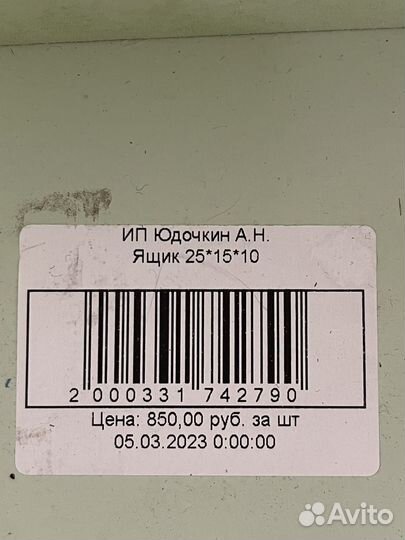 ИП Юдочкин А.Н.
Ящик 25*15*10
2 000331 742790
Цена: 850,00 руб. за шт
05.03.2023 0:00:00
Avito